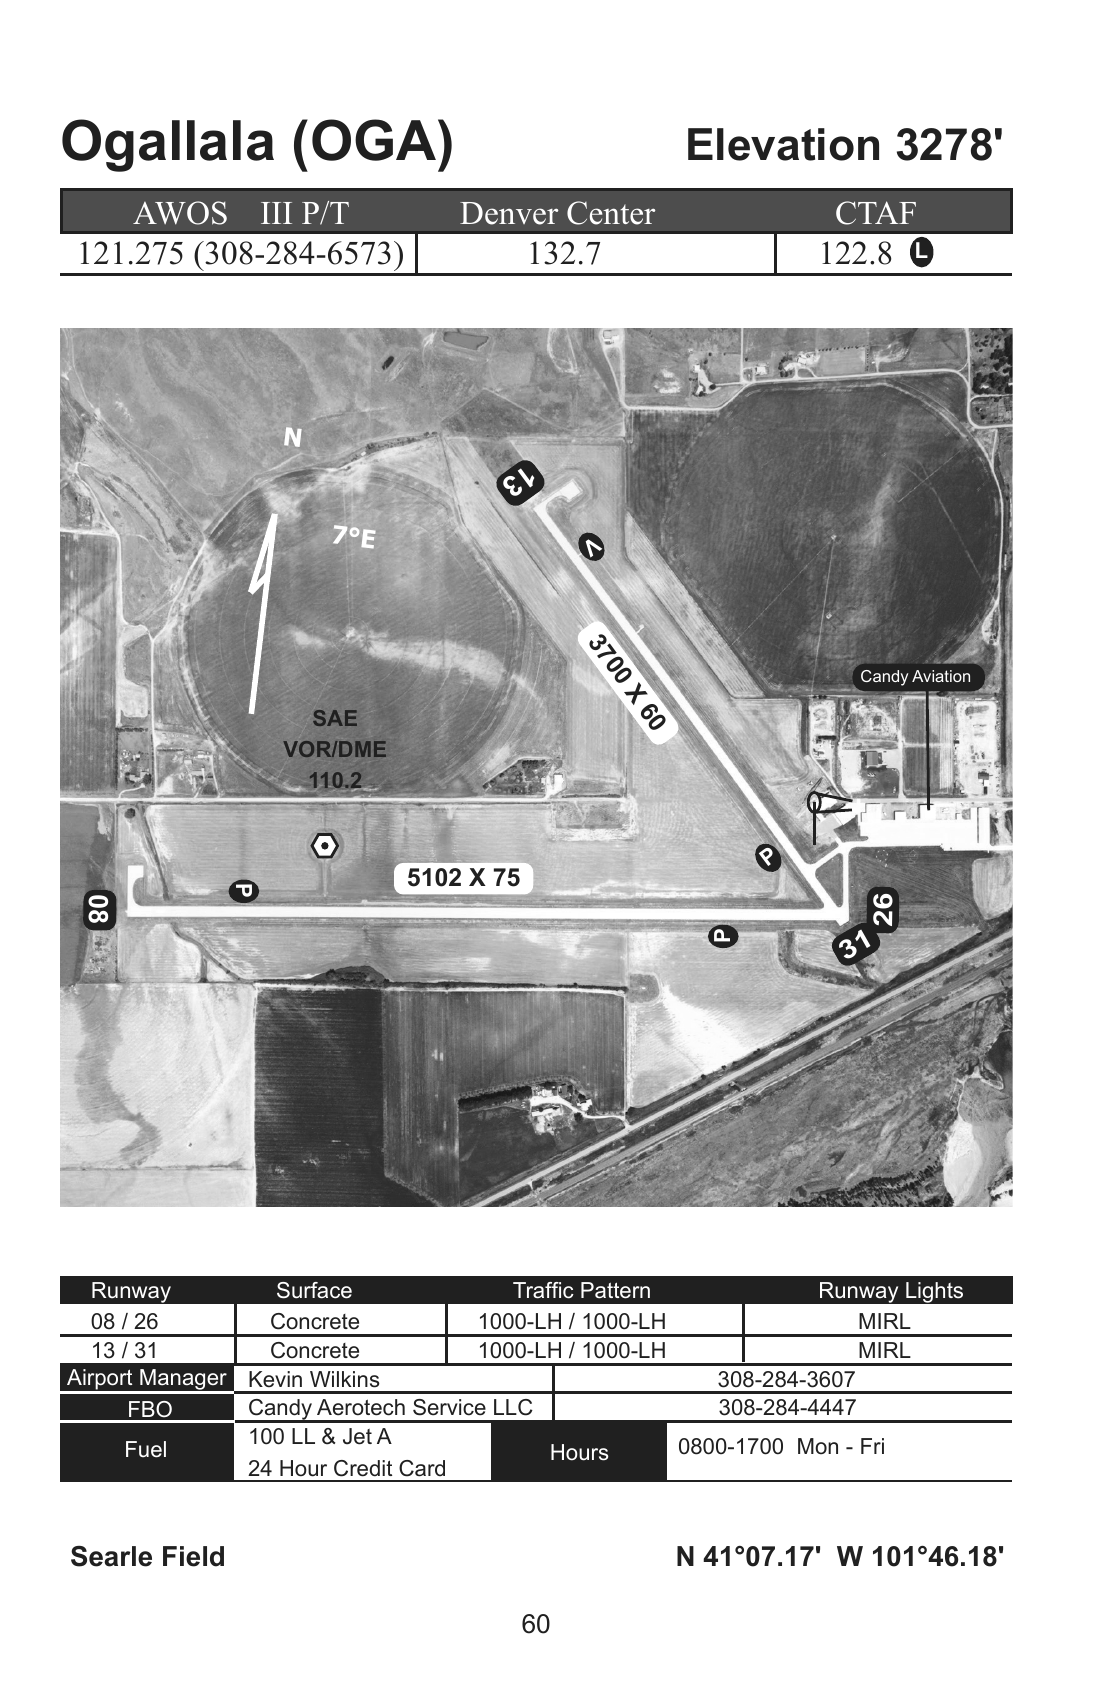 Ogallala (OGA) Elevation 3278'
AWOS III P/T Denver Center CTAF
121.275 (308-284-6573) 132.7 122.8 L
N
13
7°E
V
3700 X 60
Candy Aviation
SAE
VOR/DME
110.2
P
5102 X 75
P
08
26
P
31
Runway Surface Traffic Pattern Runway Lights
08 / 26 Concrete 1000-LH / 1000-LH MIRL
13 / 31 Concrete 1000-LH / 1000-LH MIRL
Airport Manager Kevin Wilkins 308-284-3607
FBO Candy Aerotech Service LLC 308-284-4447
Fuel 100 LL & Jet A Hours 0800-1700 Mon - Fri
24 Hour Credit Card
Searle Field N 41°07.17' W 101°46.18'
60